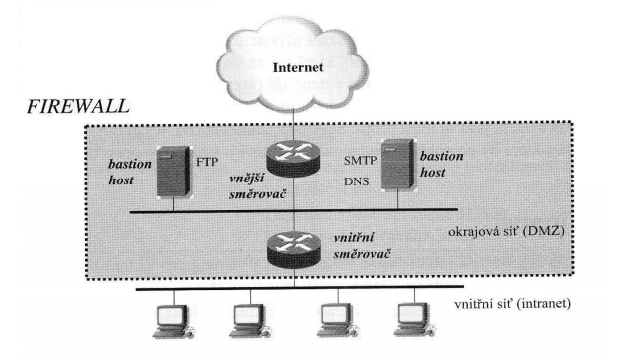 Internet
FIREWALL
bastion
host
FTP
vnější
směrovač
SMTP
DNS
bastion
host
vnitřní
směrovač
okrajová síť (DMZ)
vnitřní síť (intranet)